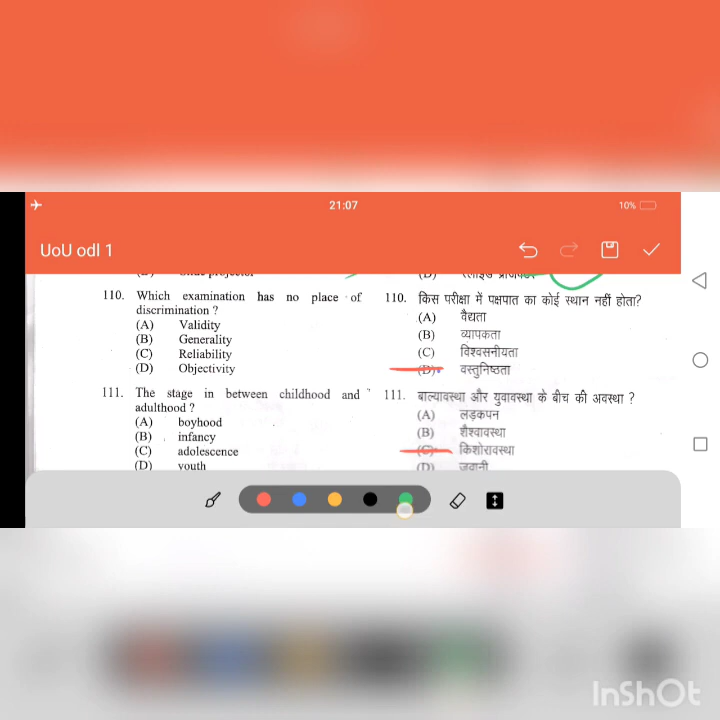 21:07
10%
UoU odl 1
110. Which examination has no place of
discrimination ?
(A) Validity
(B) Generality
(C) Reliability
(D) Objectivity
111. The stage in between childhood and
adulthood ?
(A) boyhood
(B) infancy
(C) adolescence
(D) youth
110. किस परीक्षा में पक्षपात का कोई स्थान नहीं होता?
(A) वैद्यता
(B) व्यापकता
(C) विश्वसनीयता
(D) वस्तुनिष्ठता
111. बाल्यावस्था और युवावस्था के बीच की अवस्था ?
(A) लड़कपन
(B) शैश्वावस्था
(C) किशोरावस्था
(D) जवानी
InShOt